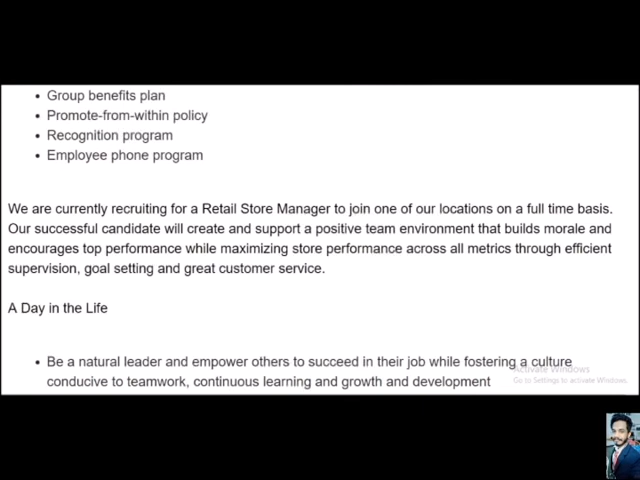 Group benefits plan
Promote-from-within policy
Recognition program
Employee phone program
We are currently recruiting for a Retail Store Manager to join one of our locations on a full time basis.
Our successful candidate will create and support a positive team environment that builds morale and
encourages top performance while maximizing store performance across all metrics through efficient
supervision, goal setting and great customer service.
A Day in the Life
Be a natural leader and empower others to succeed in their job while fostering a culture
conducive to teamwork, continuous learning and growth and development
Activate Windows
Go to Settings to activate Windows.